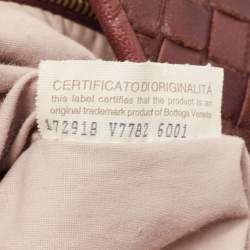 CERTIFICATO DI ORIGINALITÀ
this label certifies that the product is an
original trademark product of Bottega Veneta
A72918 V7782 6001